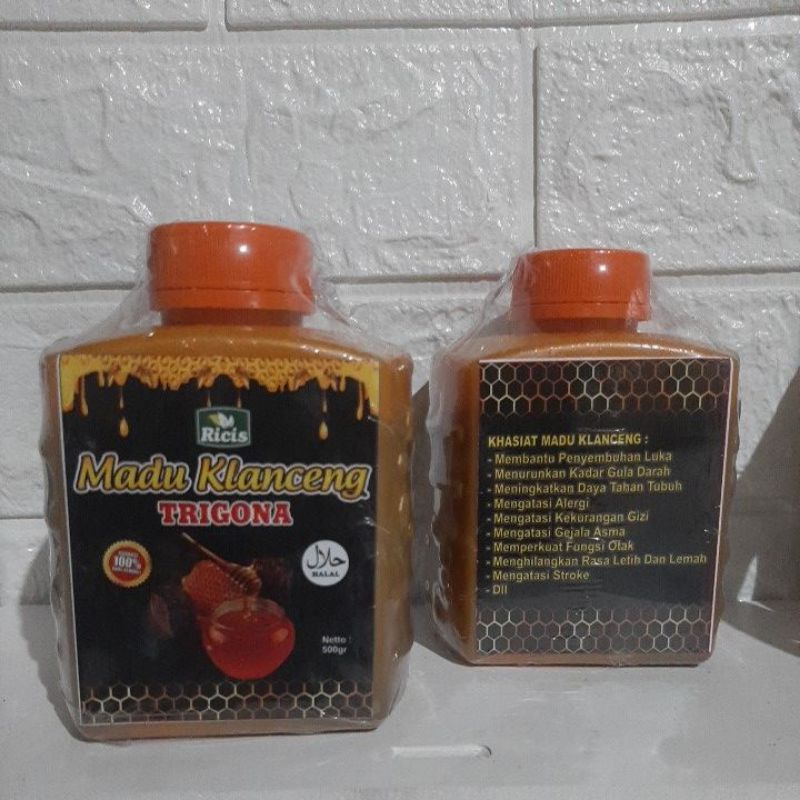 Ricis
Madu Klanceng
TRIGONA
100%
حلال
HALAL
Netto :
500gr
KHASIAT MADU KLANCENG :
- Membantu Penyembuhan Luka
- Menurunkan Kadar Gula Darah
- Meningkatkan Daya Tahan Tubuh
- Mengatasi Alergi
- Mengatasi Kekurangan Gizi
- Mengatasi Gejala Asma
- Memperkuat Fungsi Otak
- Menghilangkan Rasa Letih Dan Lemah
- Mengatasi Stroke
- Dll